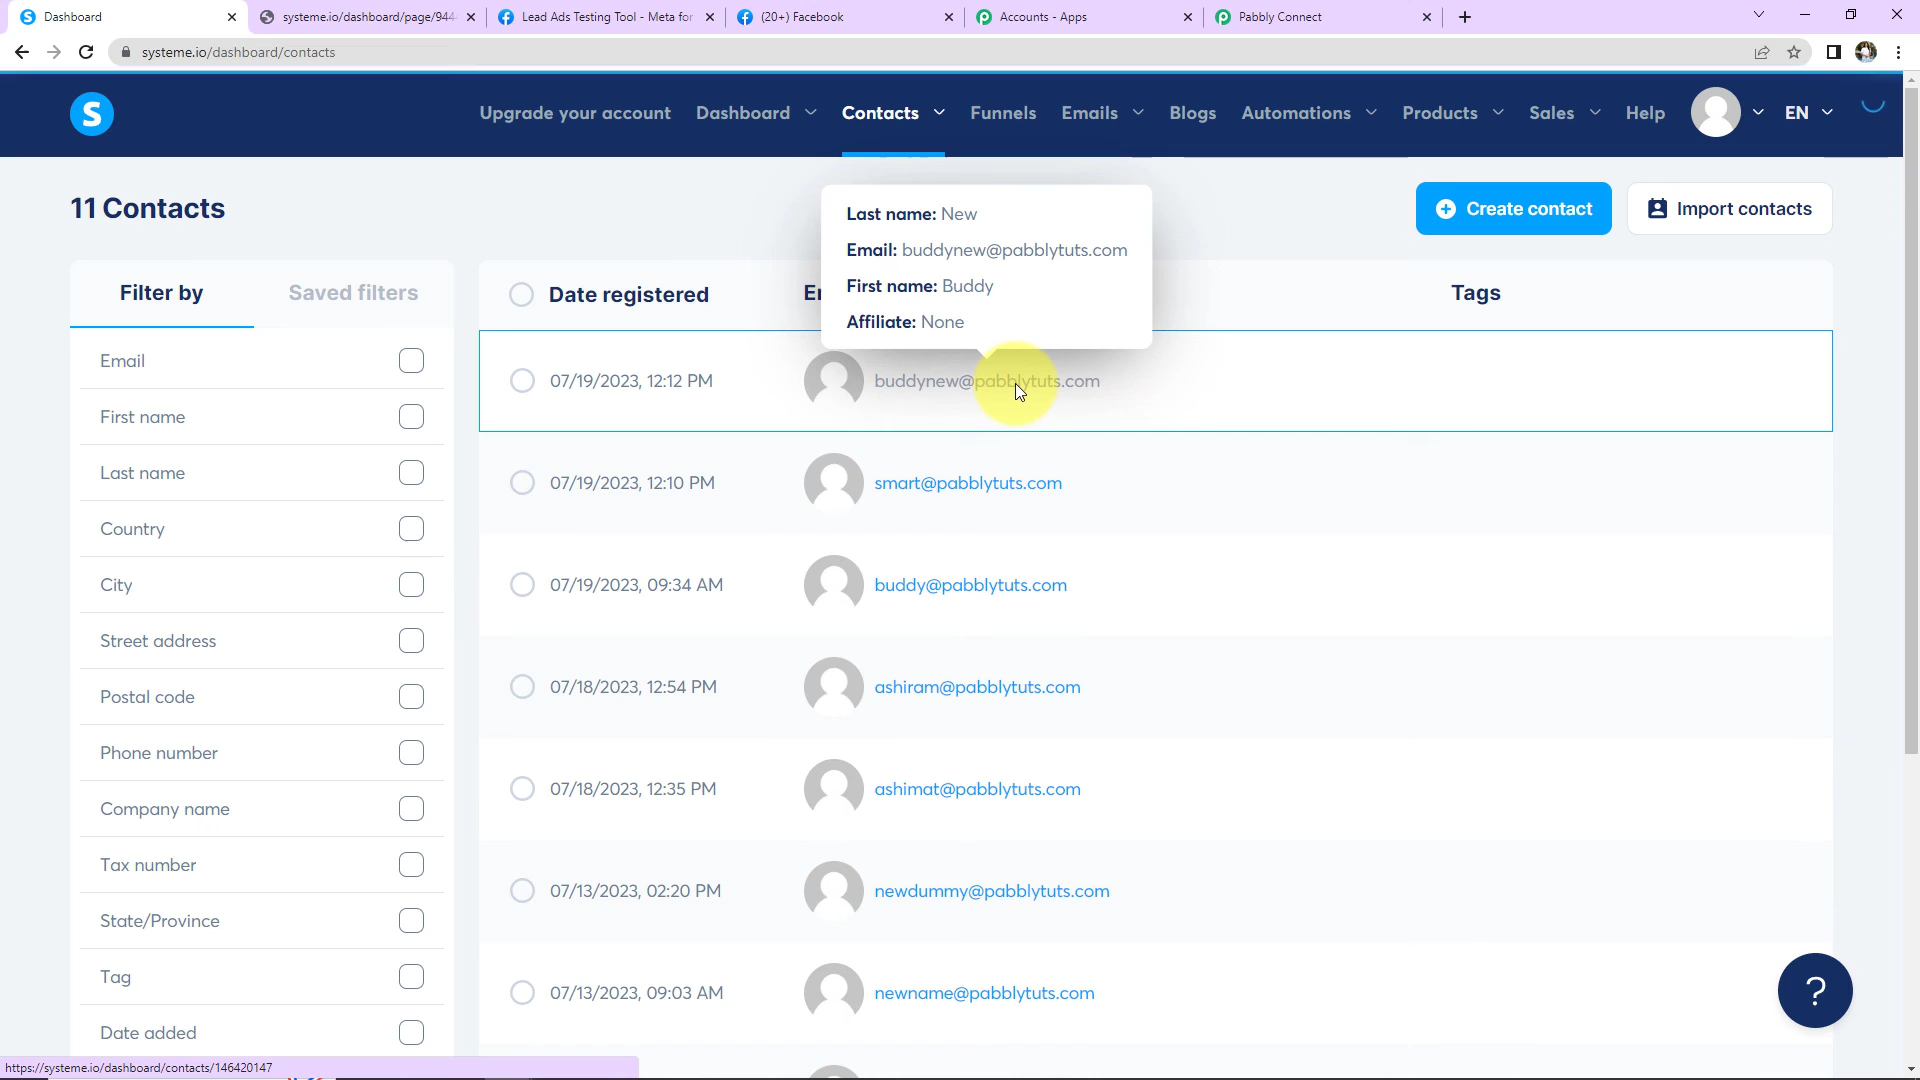 Dashboard
systeme.io/dashboard/page/944
Lead Ads Testing Tool - Meta for
(20+) Facebook
Accounts - Apps
Pabbly Connect
systeme.io/dashboard/contacts
S
Upgrade your account
Dashboard
Contacts
Funnels
Emails
Blogs
Automations
Products
Sales
Help
EN
11 Contacts
Create contact
Import contacts
Last name: New
Email: buddynew@pabblytuts.com
First name: Buddy
Affiliate: None
Filter by
Saved filters
Email
First name
Last name
Country
City
Street address
Postal code
Phone number
Company name
Tax number
State/Province
Tag
Date added
Date registered
Tags
07/19/2023, 12:12 PM
buddynew@pabblytuts.com
07/19/2023, 12:10 PM
smart@pabblytuts.com
07/19/2023, 09:34 AM
buddy@pabblytuts.com
07/18/2023, 12:54 PM
ashiram@pabblytuts.com
07/18/2023, 12:35 PM
ashimat@pabblytuts.com
07/13/2023, 02:20 PM
newdummy@pabblytuts.com
07/13/2023, 09:03 AM
newname@pabblytuts.com
?
https://systeme.io/dashboard/contacts/146420147